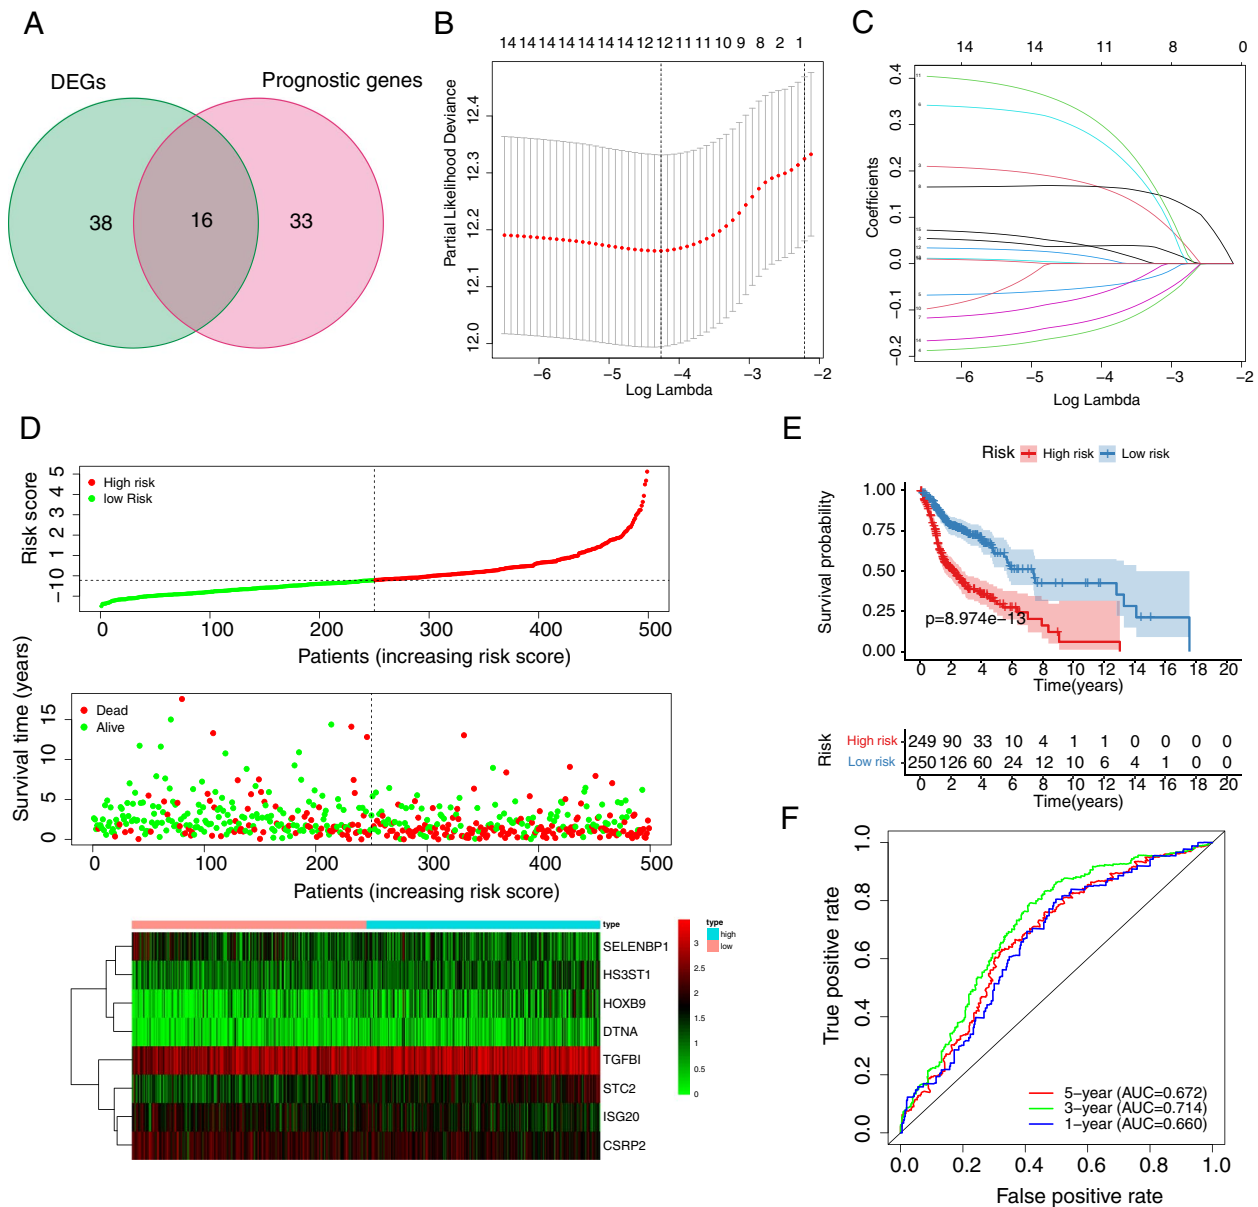 A
DEGs
Prognostic genes
38
16
33
B
14 14 14 14 14 14 14 12 12 11 11 10 9 8 2 1
Partial Likelihood Deviance
12.4
12.3
12.2
12.1
12.0
−6 −5 −4 −3 −2
Log Lambda
C
14 14 11 8 0
Coefficients
0.4
0.3
0.2
0.1
0.0
−0.1
−0.2
−6 −5 −4 −3 −2
Log Lambda
D
High risk
low Risk
Risk score
5
4
3
2
1
0
−1
0 100 200 300 400 500
Patients (increasing risk score)
Dead
Alive
Survival time (years)
15
10
5
0
0 100 200 300 400 500
Patients (increasing risk score)
type
SELENBP1
HS3ST1
HOXB9
DTNA
TGFBI
STC2
ISG20
CSRP2
3
2.5
2
1.5
1
0.5
0
type
high
low
E
Risk High risk Low risk
Survival probability
1.00
0.75
0.50
0.25
0.00
p=8.974e−13
0 2 4 6 8 10 12 14 16 18 20
Time(years)
Risk
High risk 249 90 33 10 4 1 1 0 0 0 0
Low risk 250 126 60 24 12 10 6 4 1 0 0
0 2 4 6 8 10 12 14 16 18 20
Time(years)
F
True positive rate
1.0
0.8
0.6
0.4
0.2
0.0
5−year (AUC=0.672)
3−year (AUC=0.714)
1−year (AUC=0.660)
0.0 0.2 0.4 0.6 0.8 1.0
False positive rate